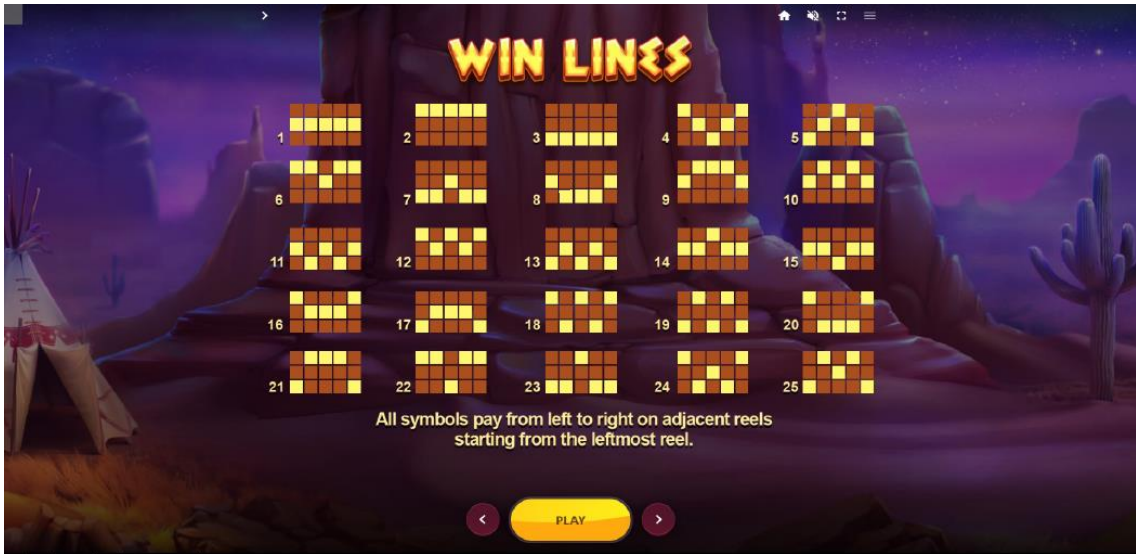 WIN LINES
1 2 3 4 5
6 7 8 9 10
11 12 13 14 15
16 17 18 19 20
21 22 23 24 25
All symbols pay from left to right on adjacent reels
starting from the leftmost reel.
PLAY